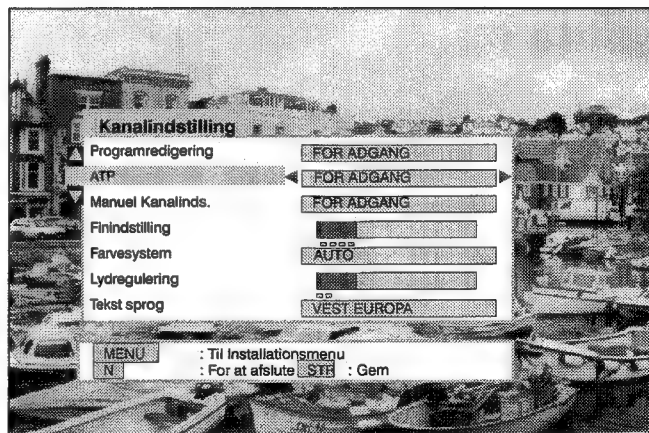 Kanalindstilling
Programredigering FOR ADGANG
ATP FOR ADGANG
Manuel Kanalinds. FOR ADGANG
Finindstilling
Farvesystem AUTO
Lydregulering
Tekst sprog VEST EUROPA
MENU : Til Installationsmenu
N : For at afslute STR : Gem